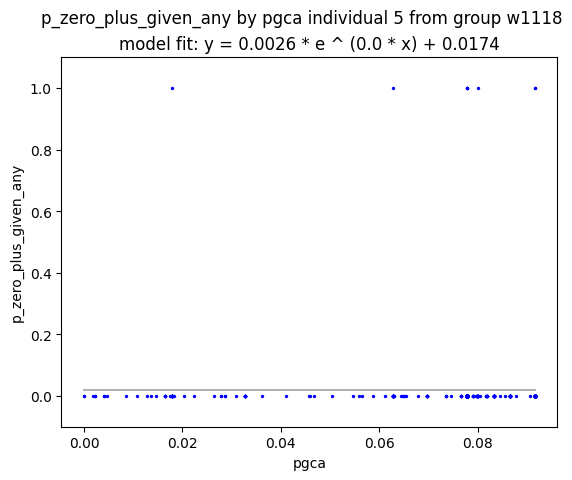 p_zero_plus_given_any by pgca individual 5 from group w1118
model fit: y = 0.0026 * e ^ (0.0 * x) + 0.0174
1.0
0.8
0.6
0.4
0.2
0.0
p_zero_plus_given_any
0.00 0.02 0.04 0.06 0.08
pgca